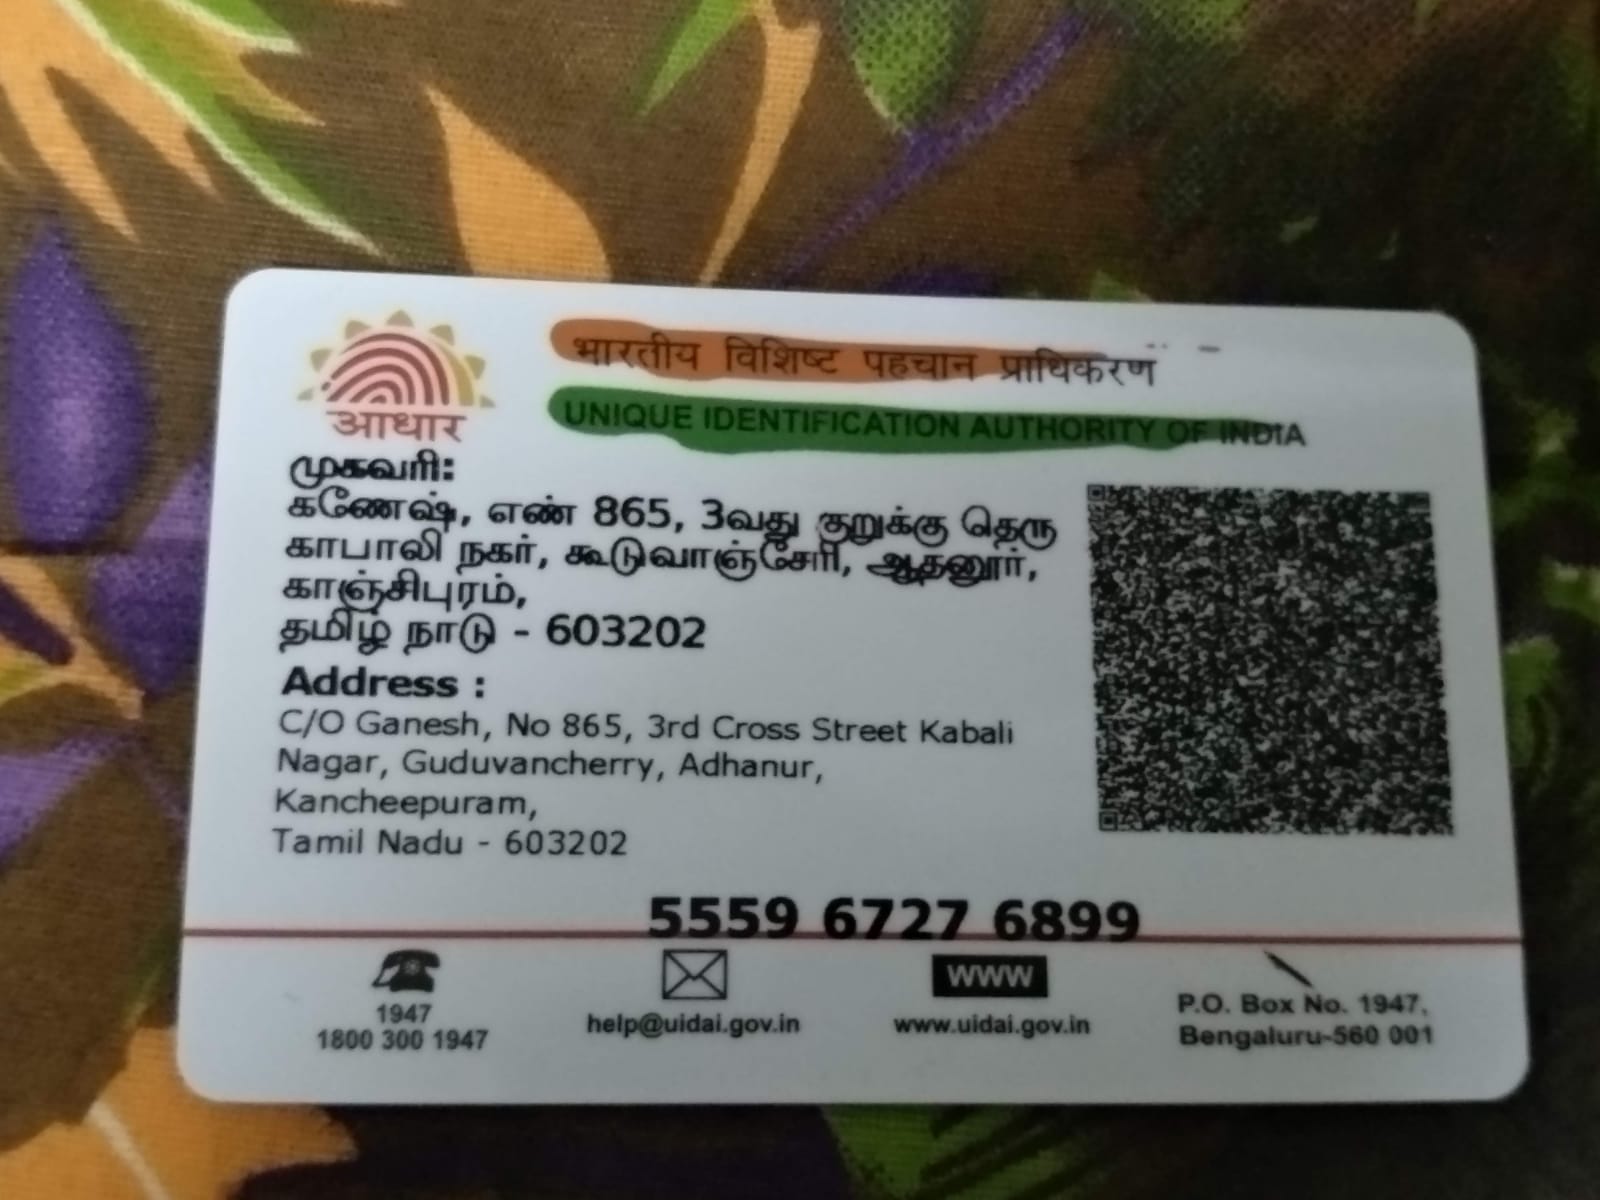 आधार
भारतीय विशिष्ट पहचान प्राधिकरण
UNIQUE IDENTIFICATION AUTHORITY OF INDIA
முகவரி:
கணேஷ், எண் 865, 3வது குறுக்கு தெரு
காபாலி நகர், கூடுவாஞ்சேரி, ஆதனூர்,
காஞ்சிபுரம்,
தமிழ் நாடு - 603202
Address :
C/O Ganesh, No 865, 3rd Cross Street Kabali
Nagar, Guduvancherry, Adhanur,
Kancheepuram,
Tamil Nadu - 603202
5559 6727 6899
1947
1800 300 1947
help@uidai.gov.in
WWW
www.uidai.gov.in
P.O. Box No. 1947,
Bengaluru-560 001